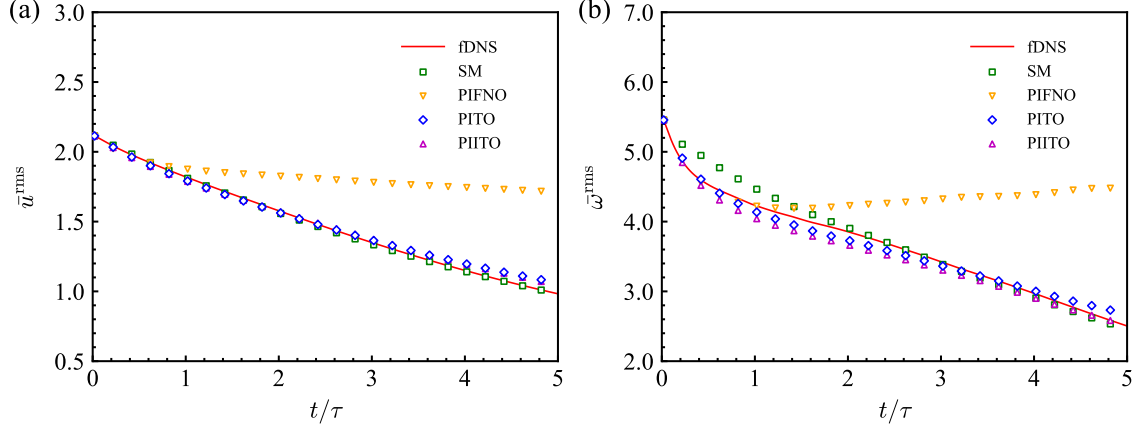 (a)
3.0
2.5
2.0
1.5
1.0
0.5
ū^rms
0 1 2 3 4 5
t/τ
fDNS
SM
PIFNO
PITO
PIITO
(b)
7.0
6.0
5.0
4.0
3.0
2.0
ω̄^rms
0 1 2 3 4 5
t/τ
fDNS
SM
PIFNO
PITO
PIITO